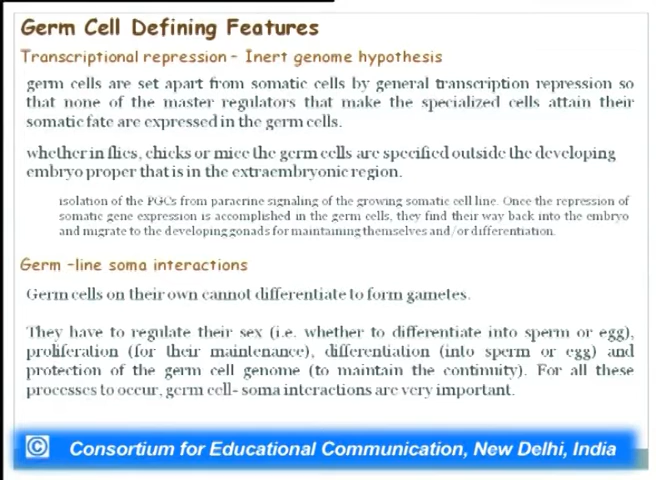 Germ Cell Defining Features
Transcriptional repression - Inert genome hypothesis
germ cells are set apart from somatic cells by general transcription repression so
that none of the master regulators that make the specialized cells attain their
somatic fate are expressed in the germ cells.
whether in flies, chicks or mice the germ cells are specified outside the developing
embryo proper that is in the extraembryonic region.
isolation of the PGCs from paracrine signaling of the growing somatic cell line. Once the repression of
somatic gene expression is accomplished in the germ cells, they find their way back into the embryo
and migrate to the developing gonads for maintaining themselves and/or differentiation.
Germ -line soma interactions
Germ cells on their own cannot differentiate to form gametes.
They have to regulate their sex (i.e. whether to differentiate into sperm or egg),
proliferation (for their maintenance), differentiation (into sperm or egg) and
protection of the germ cell genome (to maintain the continuity). For all these
processes to occur, germ cell- soma interactions are very important.
© Consortium for Educational Communication, New Delhi, India